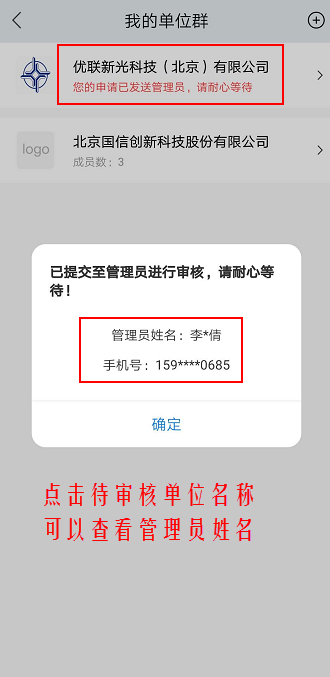 我的单位群
优联新光科技（北京）有限公司
您的申请已发送管理员，请耐心等待
logo
北京国信创新科技股份有限公司
成员数：3
已提交至管理员进行审核，请耐心等
待！
管理员姓名：李*倩
手机号：159****0685
确定
点击待审核单位名称
可以查看管理员姓名